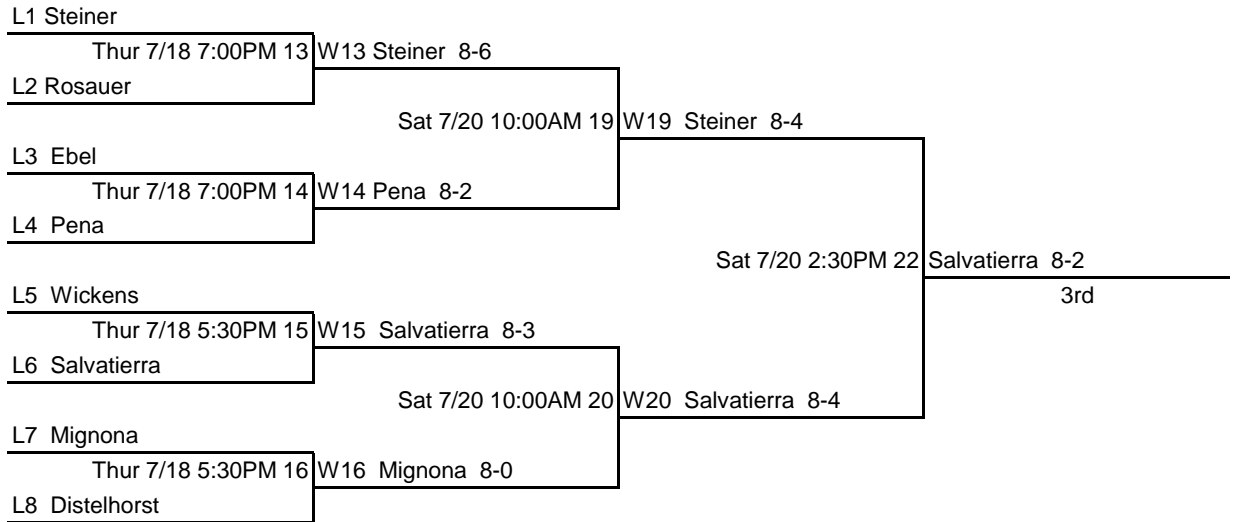 L1 Steiner
Thur 7/18 7:00PM 13 W13 Steiner 8-6
L2 Rosauer
Sat 7/20 10:00AM 19 W19 Steiner 8-4
L3 Ebel
Thur 7/18 7:00PM 14 W14 Pena 8-2
L4 Pena
Sat 7/20 2:30PM 22 Salvatierra 8-2
L5 Wickens 3rd
Thur 7/18 5:30PM 15 W15 Salvatierra 8-3
L6 Salvatierra
Sat 7/20 10:00AM 20 W20 Salvatierra 8-4
L7 Mignona
Thur 7/18 5:30PM 16 W16 Mignona 8-0
L8 Distelhorst